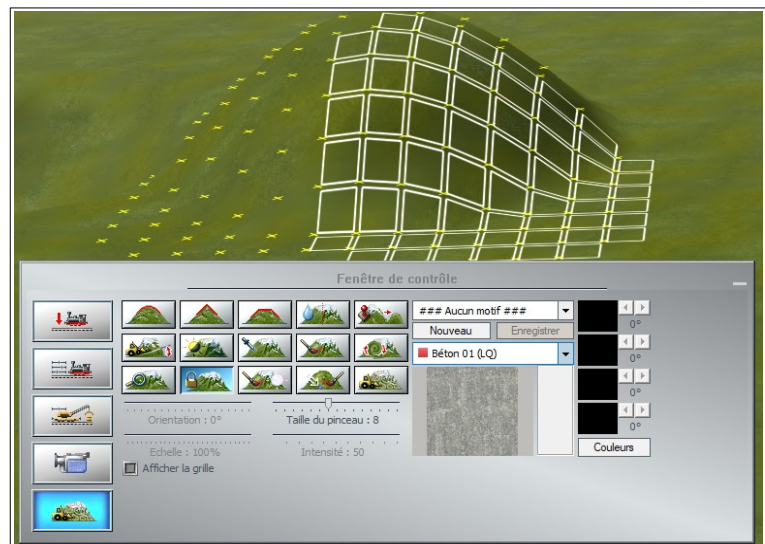 Fenêtre de contrôle
### Aucun motif ###
Nouveau Enregistrer
Béton 01 (LQ)
0°
0°
0°
0°
Orientation : 0° Taille du pinceau : 8
Echelle : 100% Intensité : 50
Afficher la grille
Couleurs